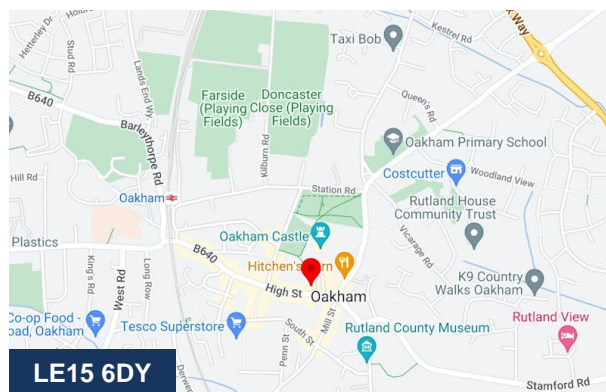 Hetterley Dr
Stud Rd
Lands End Wy
B640
Barleythorpe Rd
Hill Rd
Farside
(Playing
Fields)
Doncaster
Close (Playing
Fields)
Kilburn Rd
Taxi Bob
Kestrel Rd
Way
Queen's Rd
Oakham Primary School
Costcutter
Woodland View
Station Rd
Oakham
Rutland House
Community Trust
Vicarage Rd
Plastics
B640
Oakham Castle
Hitchen's
K9 Country
Walks Oakham
King's Rd
West Rd
Long Row
High St
Oakham
Mill St
Co-op Food -
oad, Oakham
Tesco Superstore
South St
Penn St
Rutland County Museum
Rutland View
Stamford Rd
Derwe
LE15 6DY